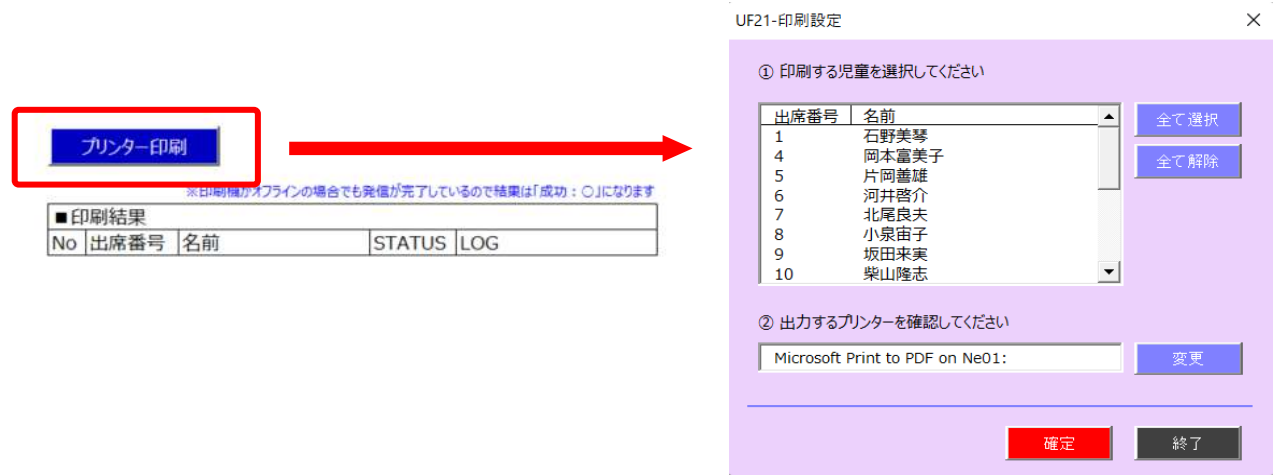 プリンター印刷
※印刷機がオフラインの場合でも発信が完了しているので結果は「成功：○」になります
■印刷結果
No 出席番号 名前 STATUS LOG
UF21-印刷設定
① 印刷する児童を選択してください
出席番号 名前
1 石野美琴
4 岡本富美子
5 片岡善雄
6 河井啓介
7 北尾良夫
8 小泉宙子
9 坂田来実
10 柴山隆志
全て選択
全て解除
② 出力するプリンターを確認してください
Microsoft Print to PDF on Ne01:
変更
確定
終了